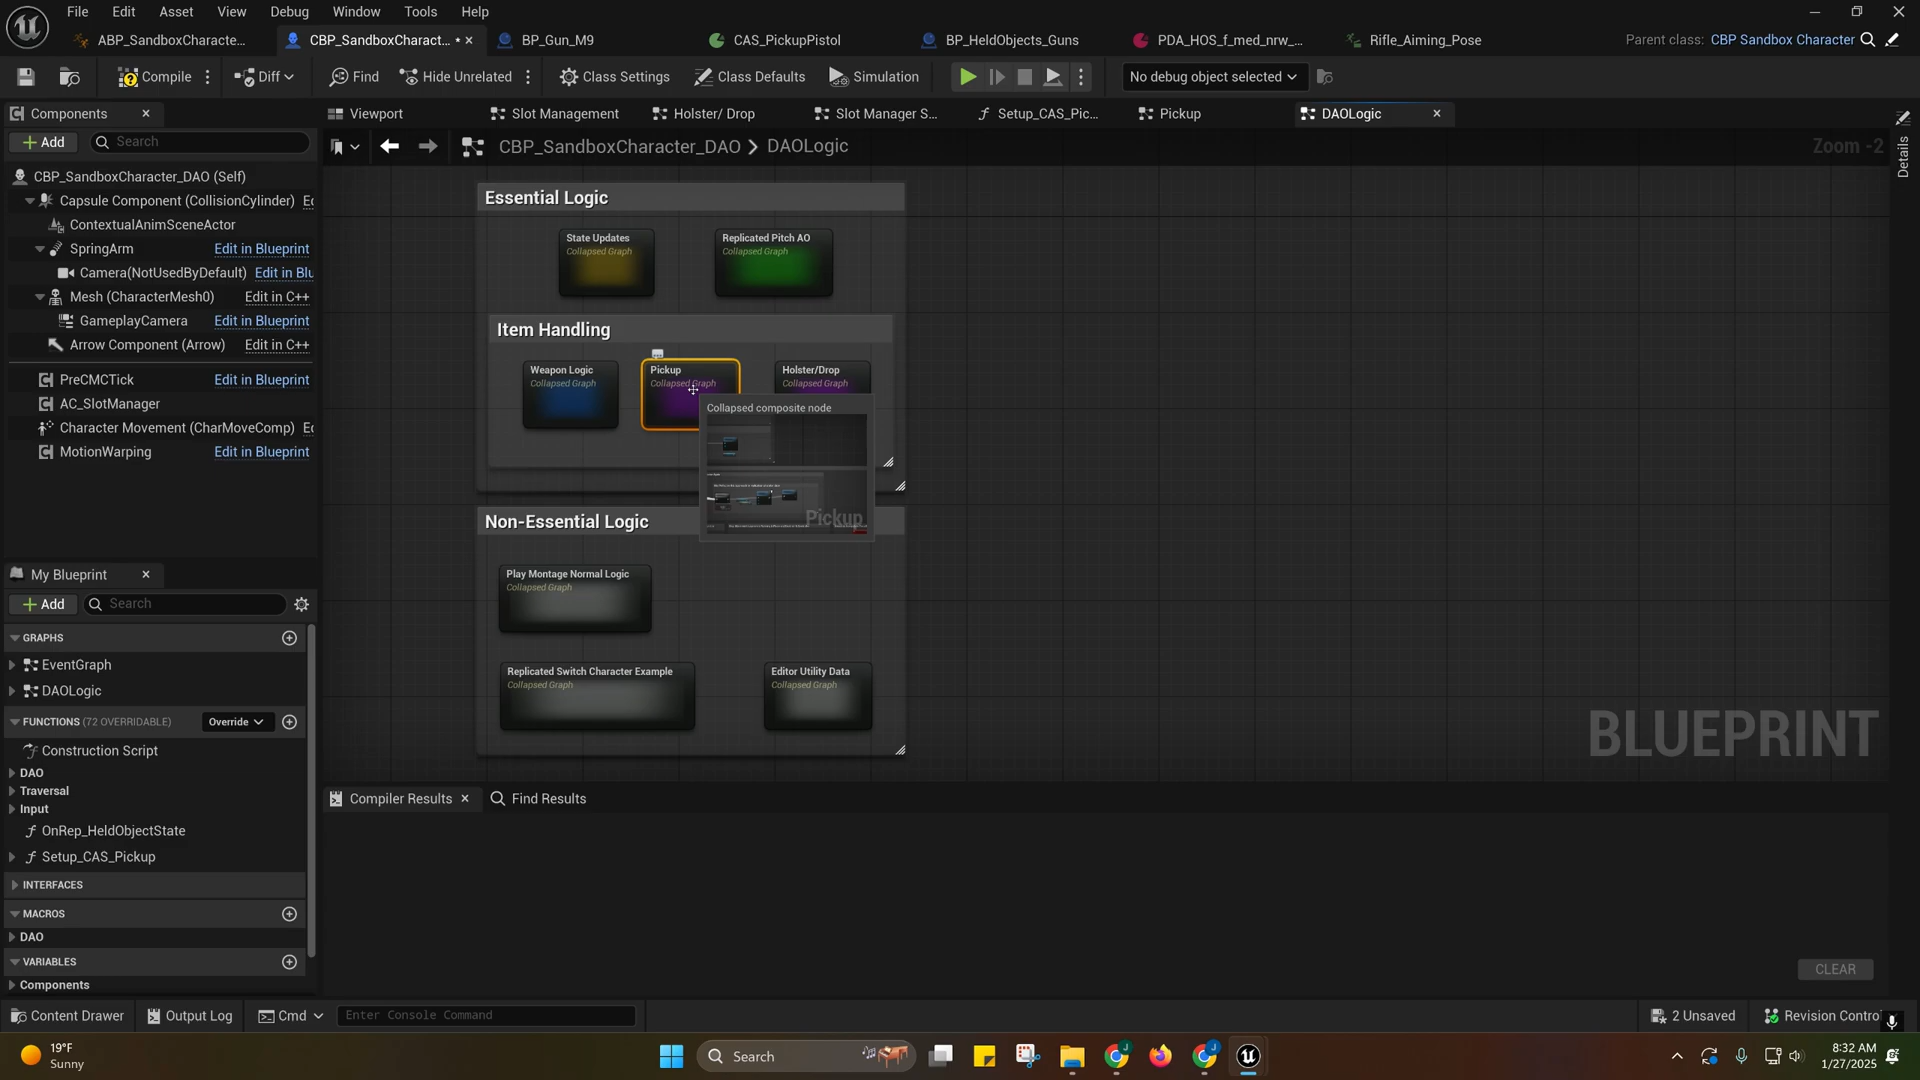 File Edit Asset View Debug Window Tools Help
ABP_SandboxCharacte... CBP_SandboxCharact... • × BP_Gun_M9 CAS_PickupPistol BP_HeldObjects_Guns PDA_HOS_f_med_nrw_... Rifle_Aiming_Pose Parent class: CBP Sandbox Character
Compile Diff Find Hide Unrelated Class Settings Class Defaults Simulation No debug object selected
Components × Viewport Slot Management Holster/ Drop Slot Manager S... Setup_CAS_Pic... Pickup DAOLogic ×
+ Add Search
CBP_SandboxCharacter_DAO > DAOLogic Zoom -2
Details
CBP_SandboxCharacter_DAO (Self)
Capsule Component (CollisionCylinder) Ec
ContextualAnimSceneActor
SpringArm Edit in Blueprint
Camera(NotUsedByDefault) Edit in Blu
Mesh (CharacterMesh0) Edit in C++
GameplayCamera Edit in Blueprint
Arrow Component (Arrow) Edit in C++
PreCMCTick Edit in Blueprint
AC_SlotManager
Character Movement (CharMoveComp) Ec
MotionWarping Edit in Blueprint
Essential Logic
State Updates
Collapsed Graph
Replicated Pitch AO
Collapsed Graph
Item Handling
Weapon Logic
Collapsed Graph
Pickup
Collapsed Graph
Holster/Drop
Collapsed Graph
Collapsed composite node
Pickup
Non-Essential Logic
Play Montage Normal Logic
Collapsed Graph
Replicated Switch Character Example
Collapsed Graph
Editor Utility Data
Collapsed Graph
BLUEPRINT
My Blueprint ×
+ Add Search
GRAPHS
EventGraph
DAOLogic
FUNCTIONS (72 OVERRIDABLE) Override
Construction Script
DAO
Traversal
Input
OnRep_HeldObjectState
Setup_CAS_Pickup
INTERFACES
MACROS
DAO
VARIABLES
Components
Compiler Results × Find Results
CLEAR
Content Drawer Output Log Cmd Enter Console Command 2 Unsaved Revision Contro
19°F
Sunny
Search
8:32 AM
1/27/2025